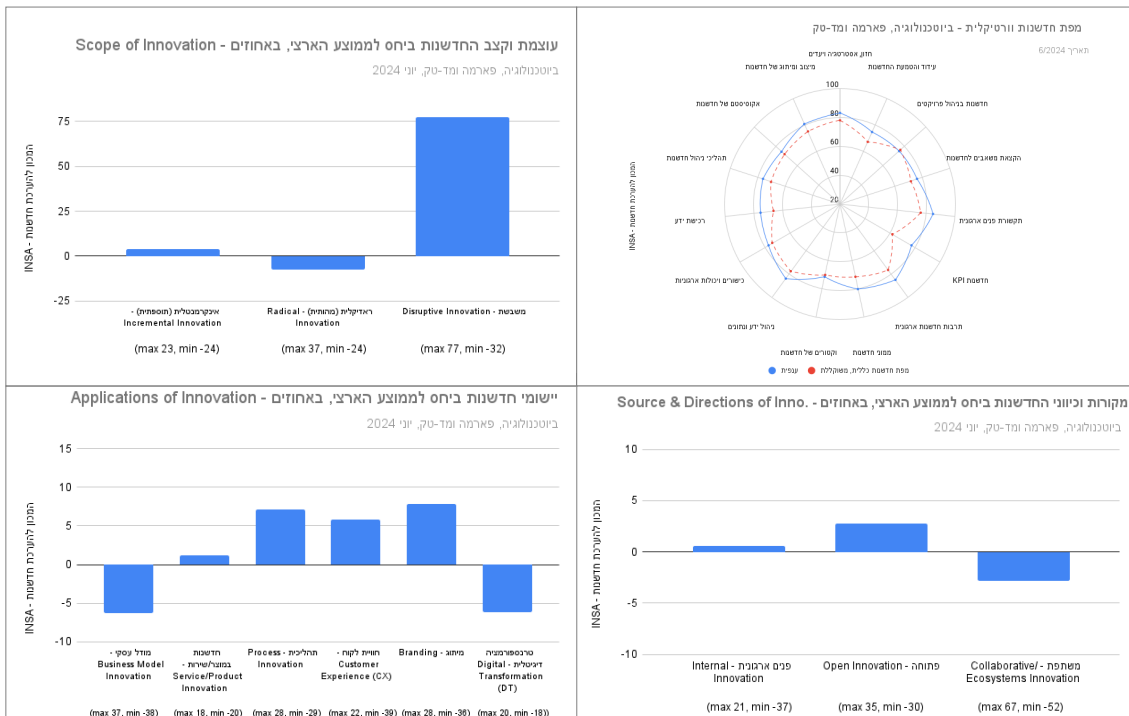 עוצמת וקצב החדשנות ביחס לממוצע הארצי, באחוזים - Scope of Innovation
ביוטכנולוגיה, פארמה ומד-טק, יוני 2024
המכון להערכת חדשנות - INSA
75
50
25
0
-25
אינקרמנטלית (תוספתית) -
Incremental Innovation
(max 23, min -24)
ראדיקלית (מהותית) - Radical
Innovation
(max 37, min -24)
משבשת - Disruptive Innovation
(max 77, min -32)
מפת חדשנות וורטיקלית - ביוטכנולוגיה, פארמה ומד-טק
תאריך 6/2024
המכון להערכת חדשנות - INSA
חזון, אסטרטגיה ויעדים
עידוד והטמעת החדשנות
חדשנות בניהול פרויקטים
הקצאת משאבים לחדשנות
תקשורת פנים ארגונית
חדשנות KPI
תרבות חדשנות ארגונית
ממוני חדשנות
וקטורים של חדשנות
ניהול ידע ונתונים
כישורים ויכולות ארגוניות
רכישת ידע
תהליכי ניהול חדשנות
אקוסיסטם של חדשנות
מיצוב ומיתוג של חדשנות
100
80
60
40
20
ענפית
מפת חדשנות כללית, משוקללת
יישומי חדשנות ביחס לממוצע הארצי, באחוזים - Applications of Innovation
ביוטכנולוגיה, פארמה ומד-טק, יוני 2024
המכון להערכת חדשנות - INSA
15
10
5
0
-5
-10
מודל עסקי -
Business Model
Innovation
(max 37, min -38)
חדשנות
במוצר/שירות -
Service/Product
Innovation
(max 18, min -20)
תהליכית - Process
Innovation
(max 28, min -29)
חוויית לקוח -
Customer
Experience (CX)
(max 22, min -39)
מיתוג - Branding
(max 28, min -36)
טרנספורמציה
דיגיטלית - Digital
Transformation
(DT)
(max 20, min -18))
מקורות וכיווני החדשנות ביחס לממוצע הארצי, באחוזים - Source & Directions of Inno.
ביוטכנולוגיה, פארמה ומד-טק, יוני 2024
המכון להערכת חדשנות - INSA
10
5
0
-5
-10
פנים ארגונית - Internal
Innovation
(max 21, min -37)
פתוחה - Open Innovation
(max 35, min -30)
משתפת - Collaborative/
Ecosystems Innovation
(max 67, min -52)